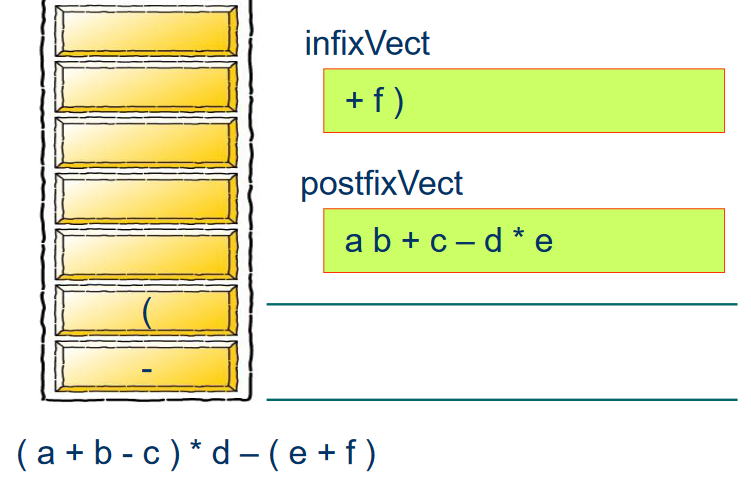 infixVect
+ f )
postfixVect
a b + c – d * e
(
-
( a + b - c ) * d – ( e + f )